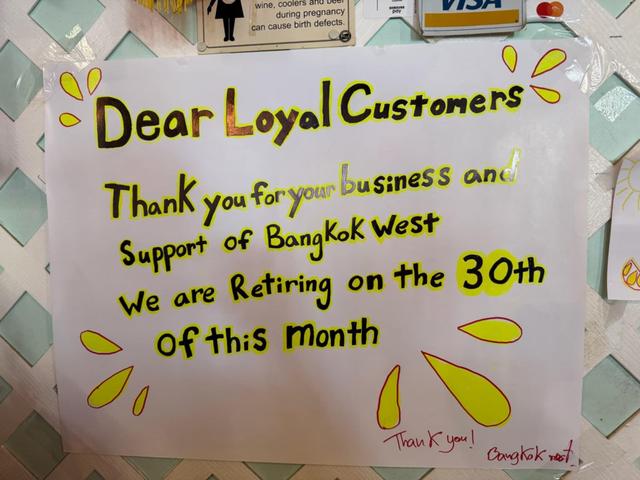 wine, coolers and beer
during pregnancy
can cause birth defects.
pay
VISA
Dear Loyal Customers
Thank you for your business and
Support of Bangkok West
We are Retiring on the 30th
Of this month
Thank you!
Bangkok West.